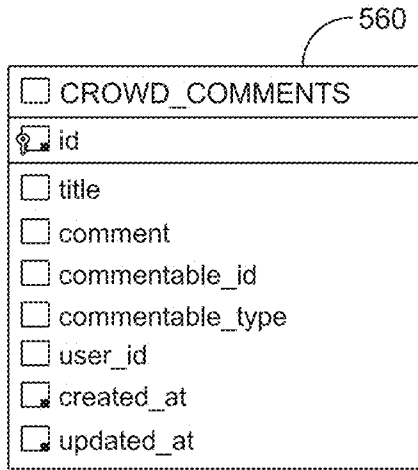 560
CROWD_COMMENTS
id
title
comment
commentable_id
commentable_type
user_id
created_at
updated_at